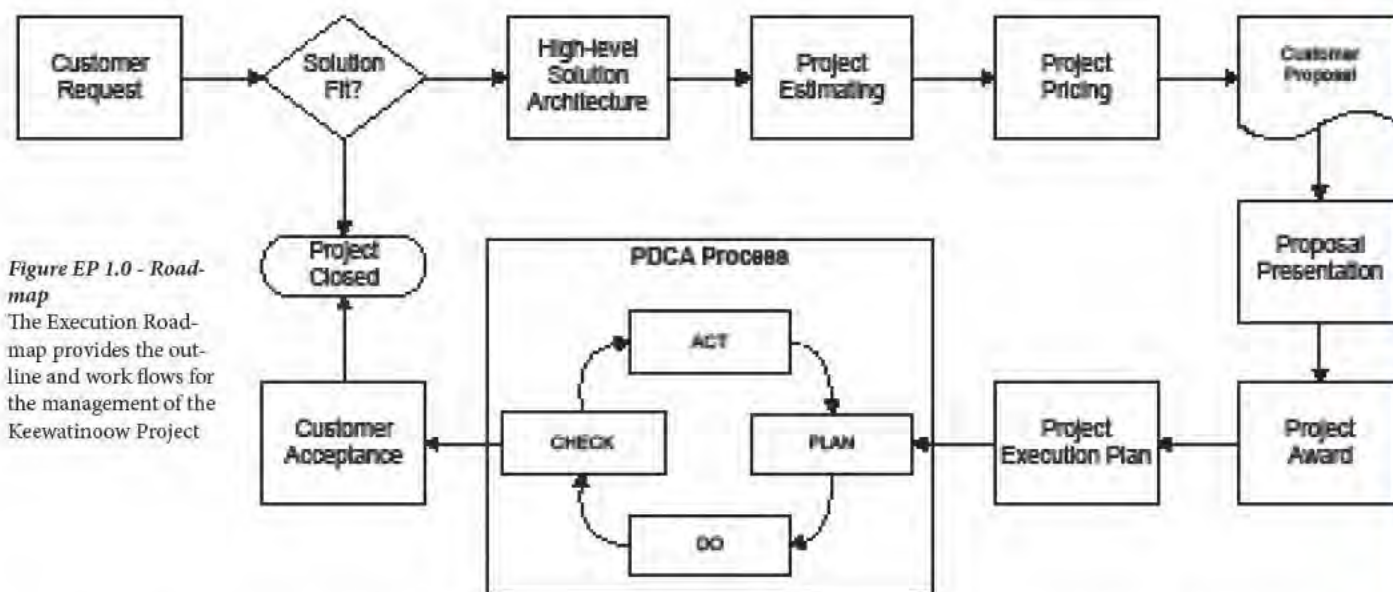 Customer
Request
Solution
Fit?
High-level
Solution
Architecture
Project
Estimating
Project
Pricing
Customer
Proposal
Proposal
Presentation
Project
Award
Project
Execution Plan
PDCA Process
ACT
PLAN
DO
CHECK
Customer
Acceptance
Project
Closed
Figure EP 1.0 - Road-
map
The Execution Road-
map provides the out-
line and work flows for
the management of the
Keewatinoow Project